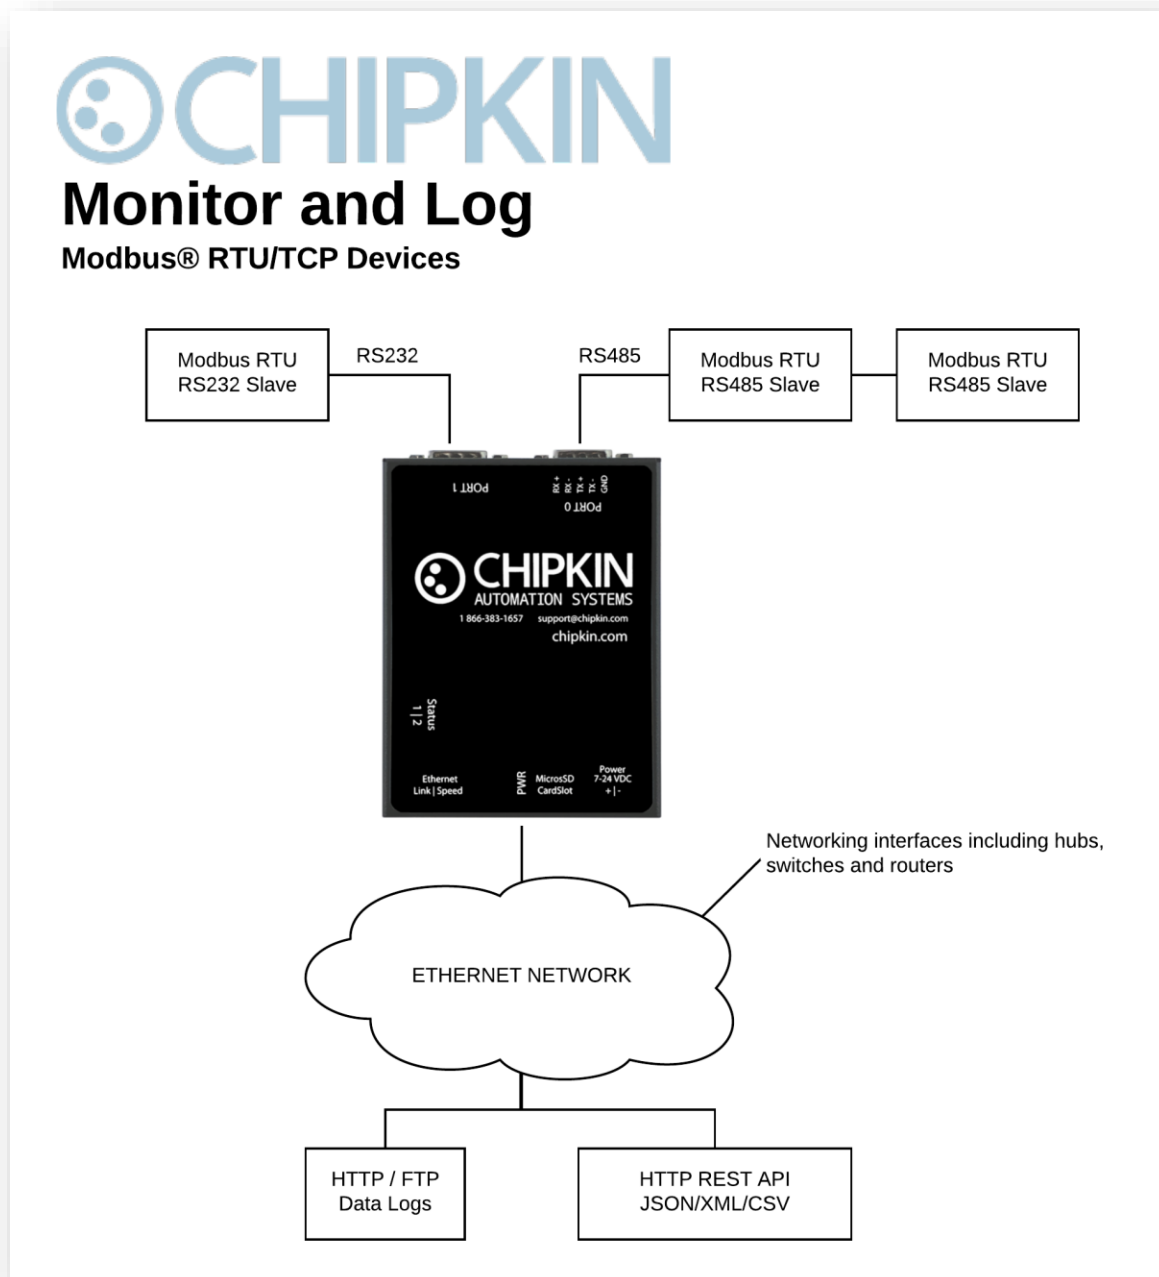 CHIPKIN
Monitor and Log
Modbus® RTU/TCP Devices
Modbus RTU
RS232 Slave
RS232
RS485
Modbus RTU
RS485 Slave
Modbus RTU
RS485 Slave
PORT 1
RX +
RX -
TX +
TX -
GND
PORT 0
CHIPKIN
AUTOMATION SYSTEMS
1 866-383-1657 support@chipkin.com
chipkin.com
Status
1|2
Ethernet
Link|Speed
PWR
MicrosSD
CardSlot
Power
7-24 VDC
+|-
Networking interfaces including hubs,
switches and routers
ETHERNET NETWORK
HTTP / FTP
Data Logs
HTTP REST API
JSON/XML/CSV